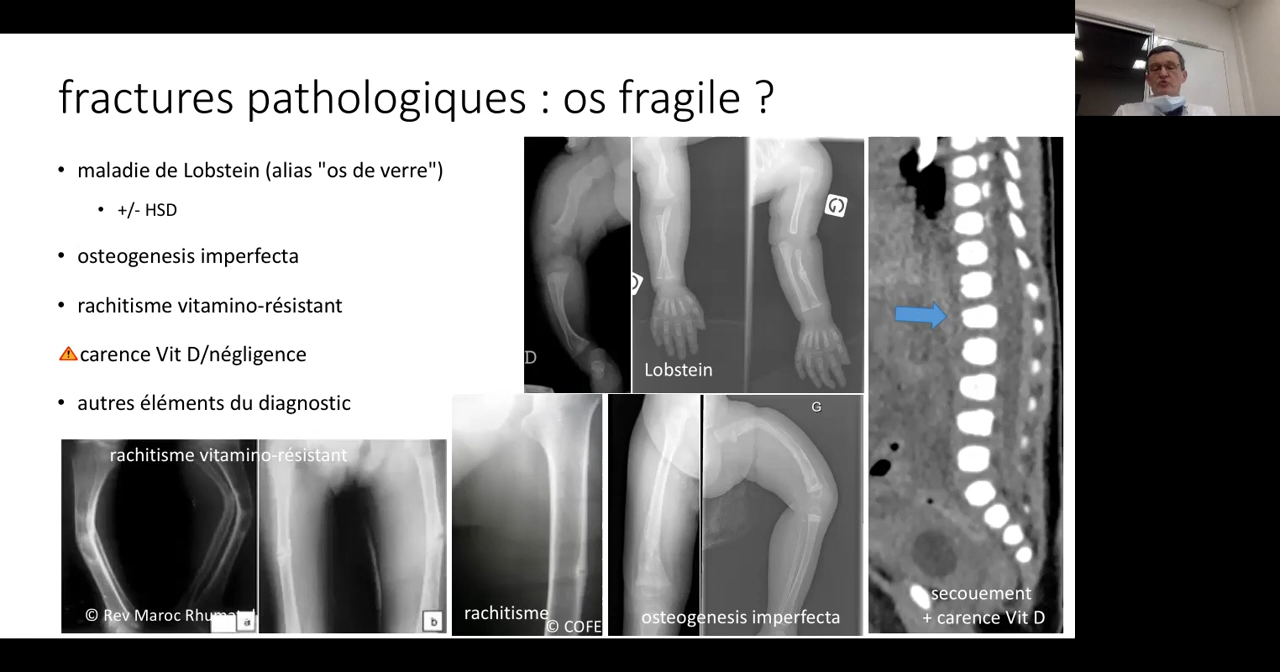 fractures pathologiques : os fragile ?
• maladie de Lobstein (alias "os de verre")
• +/- HSD
• osteogenesis imperfecta
• rachitisme vitamino-résistant
carence Vit D/négligence
• autres éléments du diagnostic
D
Lobstein
G
rachitisme vitamino-résistant
© Rev Maroc Rhumatol
a
b
rachitisme
© COFE
osteogenesis imperfecta
secouement
+ carence Vit D